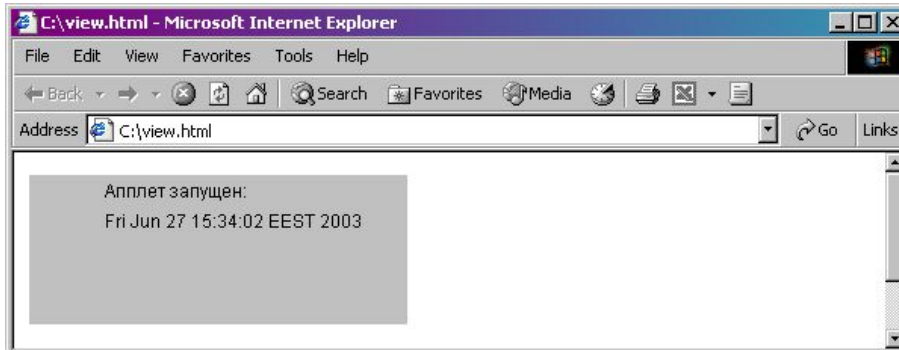 C:\view.html - Microsoft Internet Explorer
File Edit View Favorites Tools Help
Back Search Favorites Media
Address C:\view.html Go Links
Апплет запущен:
Fri Jun 27 15:34:02 EEST 2003